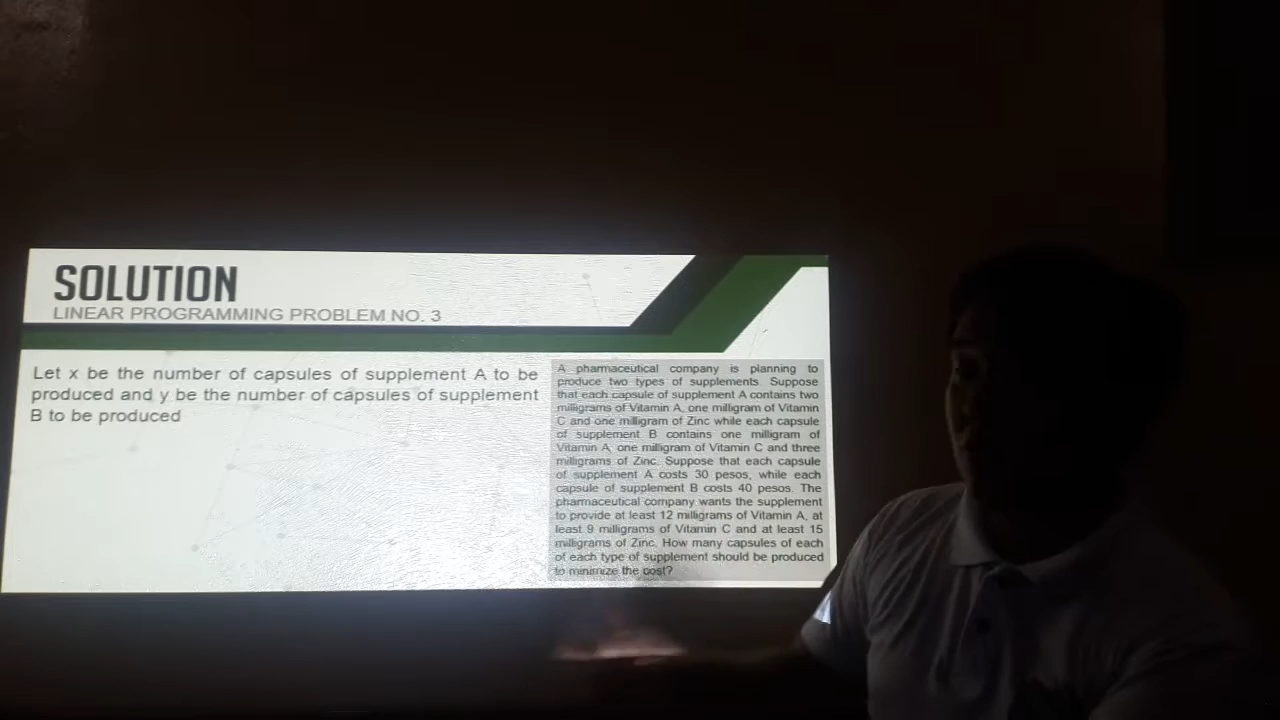 SOLUTION
LINEAR PROGRAMMING PROBLEM NO. 3
Let x be the number of capsules of supplement A to be
produced and y be the number of capsules of supplement
B to be produced
A pharmaceutical company is planning to
produce two types of supplements. Suppose
that each capsule of supplement A contains two
milligrams of Vitamin A, one milligram of Vitamin
C and one milligram of Zinc while each capsule
of supplement B contains one milligram of
Vitamin A, one milligram of Vitamin C and three
milligrams of Zinc. Suppose that each capsule
of supplement A costs 30 pesos, while each
capsule of supplement B costs 40 pesos. The
pharmaceutical company wants the supplement
to provide at least 12 milligrams of Vitamin A, at
least 9 milligrams of Vitamin C and at least 15
milligrams of Zinc. How many capsules of each
of each type of supplement should be produced
to minimize the cost?